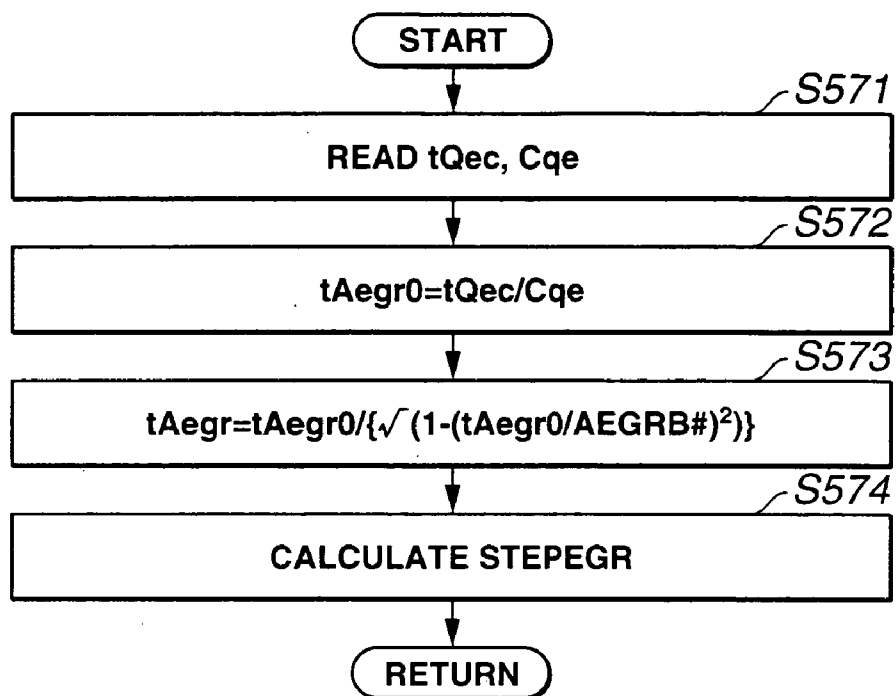 START
S571
READ tQec, Cqe
S572
tAegr0=tQec/Cqe
S573
tAegr=tAegr0/{√(1-(tAegr0/AEGRB#)²)}
S574
CALCULATE STEPEGR
RETURN